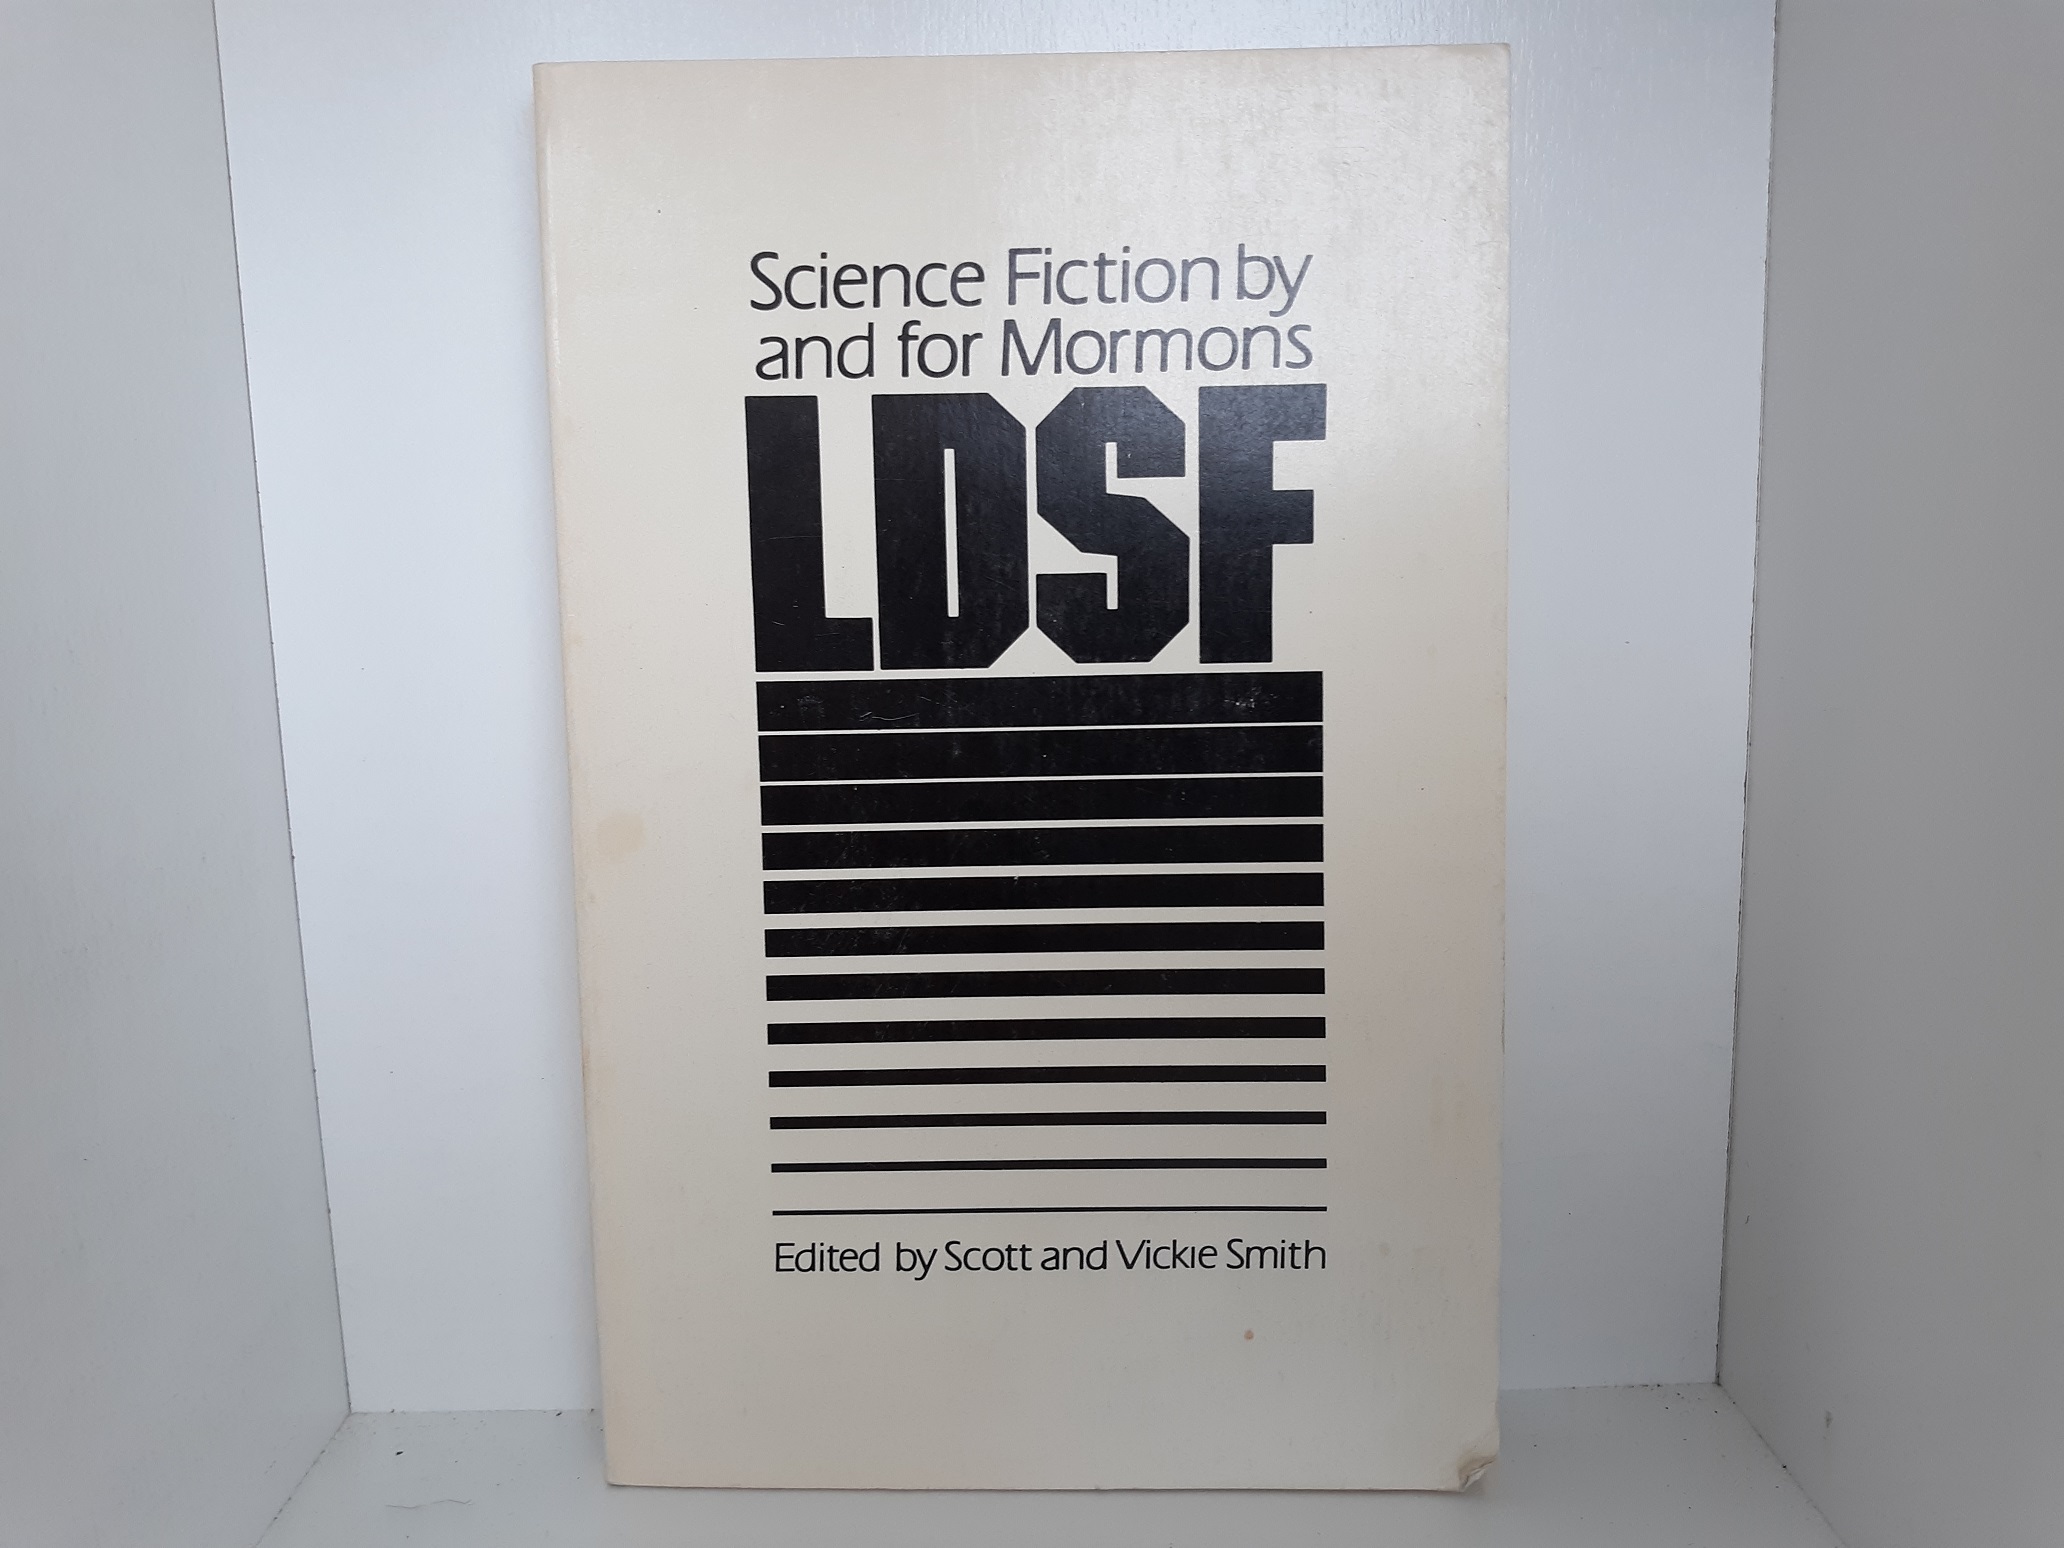 Science Fiction by
and for Mormons
LDSF
Edited by Scott and Vickie Smith